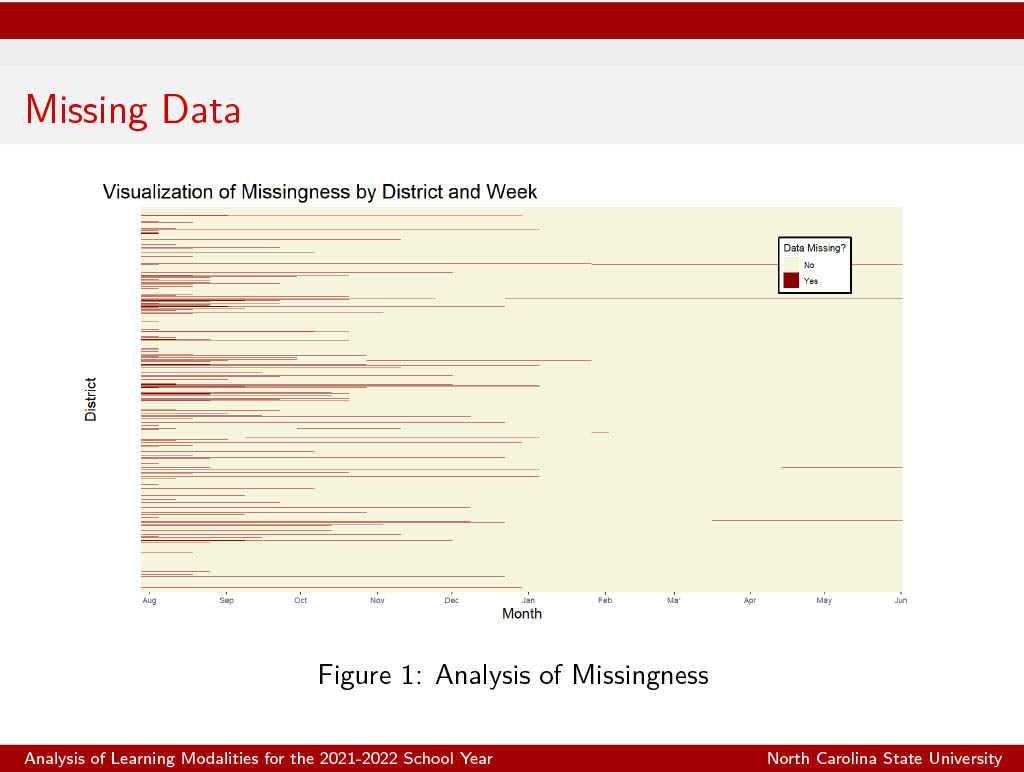 Missing Data
Visualization of Missingness by District and Week
Data Missing?
No
Yes
District
Aug Sep Oct Nov Dec Jan Feb Mar Apr May Jun
Month
Figure 1: Analysis of Missingness
Analysis of Learning Modalities for the 2021-2022 School Year North Carolina State University